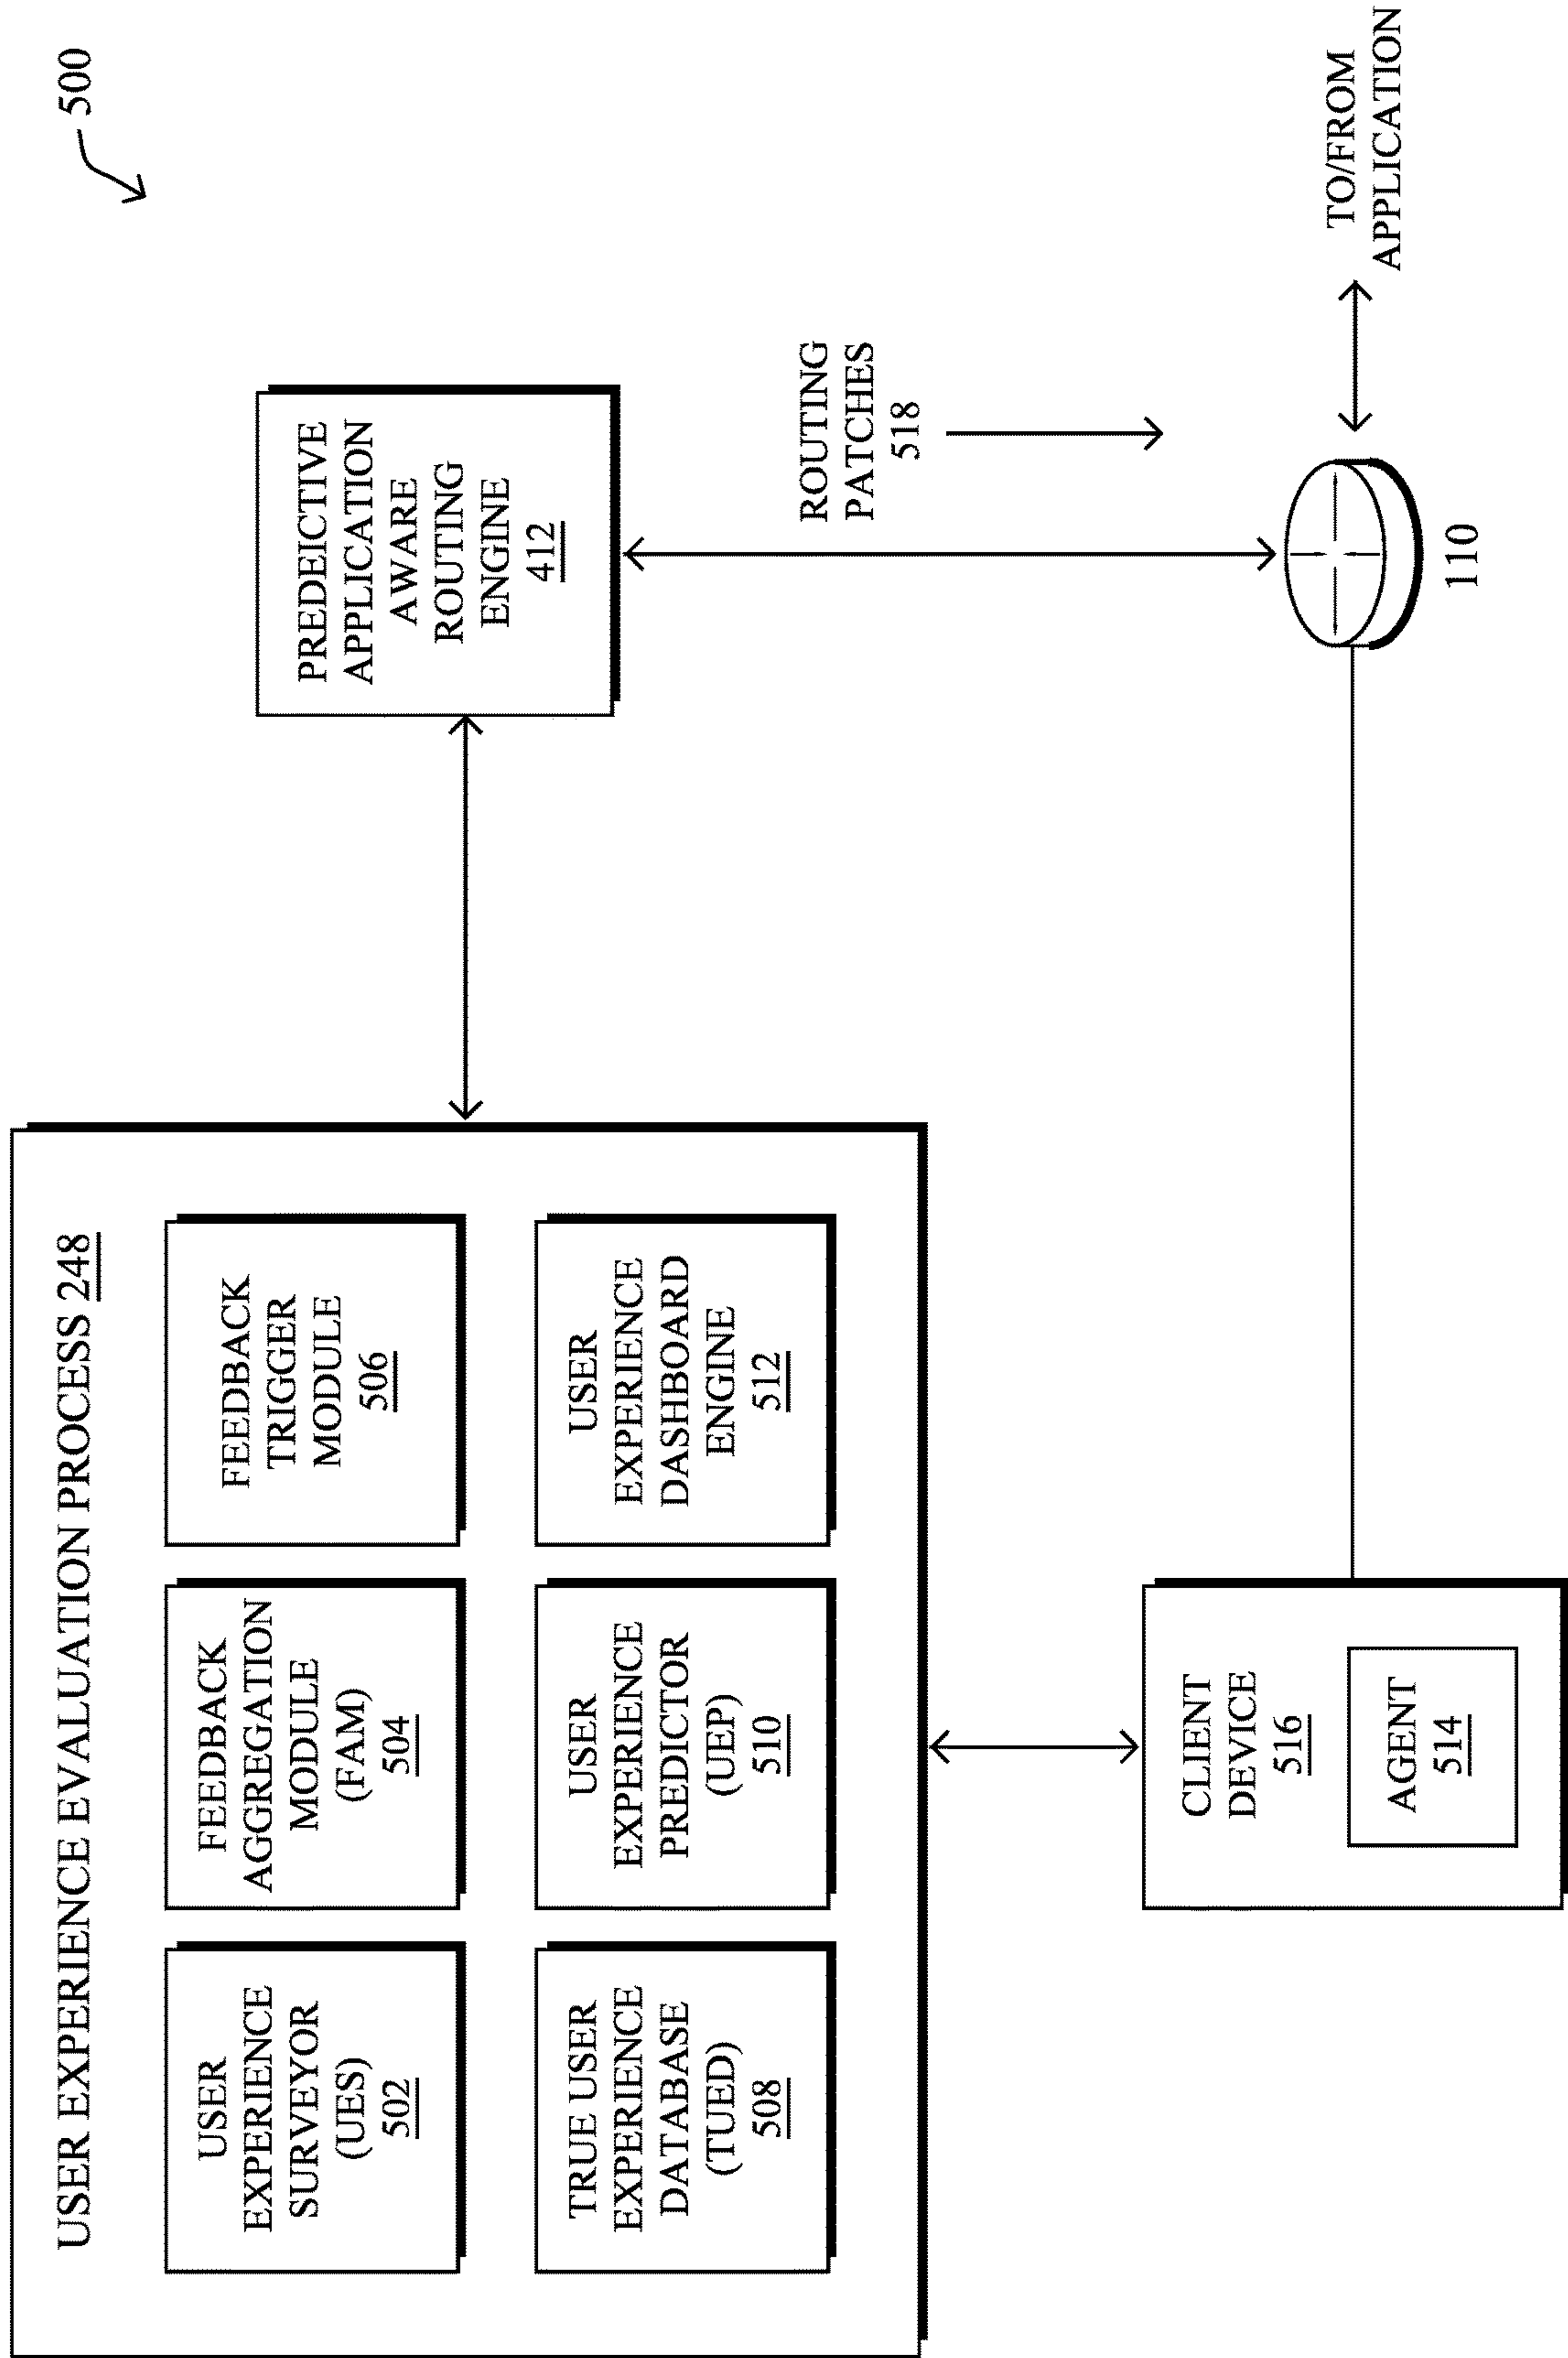 500
USER EXPERIENCE EVALUATION PROCESS 248
USER
EXPERIENCE
SURVEYOR
(UES)
502
FEEDBACK
AGGREGATION
MODULE
(FAM)
504
FEEDBACK
TRIGGER
MODULE
506
TRUE USER
EXPERIENCE
DATABASE
(TUED)
508
USER
EXPERIENCE
PREDICTOR
(UEP)
510
USER
EXPERIENCE
DASHBOARD
ENGINE
512
PREDEICTIVE
APPLICATION
AWARE
ROUTING
ENGINE
412
ROUTING
PATCHES
518
CLIENT
DEVICE
516
AGENT
514
110
TO/FROM
APPLICATION